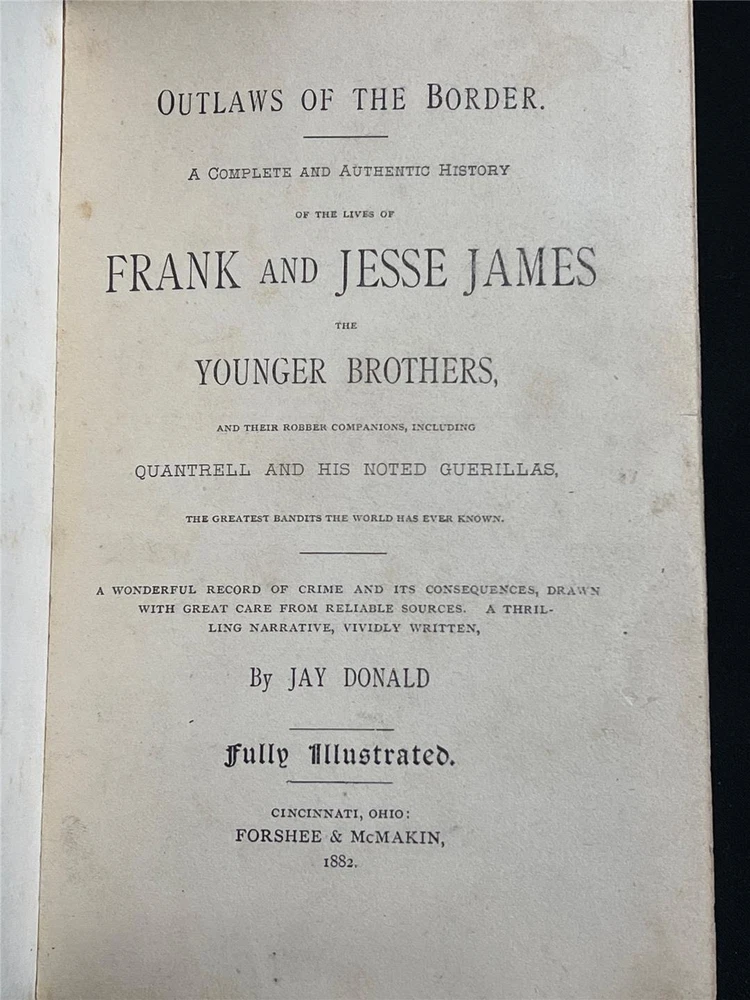 OUTLAWS OF THE BORDER.
A COMPLETE AND AUTHENTIC HISTORY
OF THE LIVES OF
FRANK AND JESSE JAMES
THE
YOUNGER BROTHERS,
AND THEIR ROBBER COMPANIONS, INCLUDING
QUANTRELL AND HIS NOTED GUERILLAS,
THE GREATEST BANDITS THE WORLD HAS EVER KNOWN.
A WONDERFUL RECORD OF CRIME AND ITS CONSEQUENCES, DRAWN
WITH GREAT CARE FROM RELIABLE SOURCES. A THRIL-
LING NARRATIVE, VIVIDLY WRITTEN,
By JAY DONALD
Fully Illustrated.
CINCINNATI, OHIO:
FORSHEE & McMAKIN,
1882.